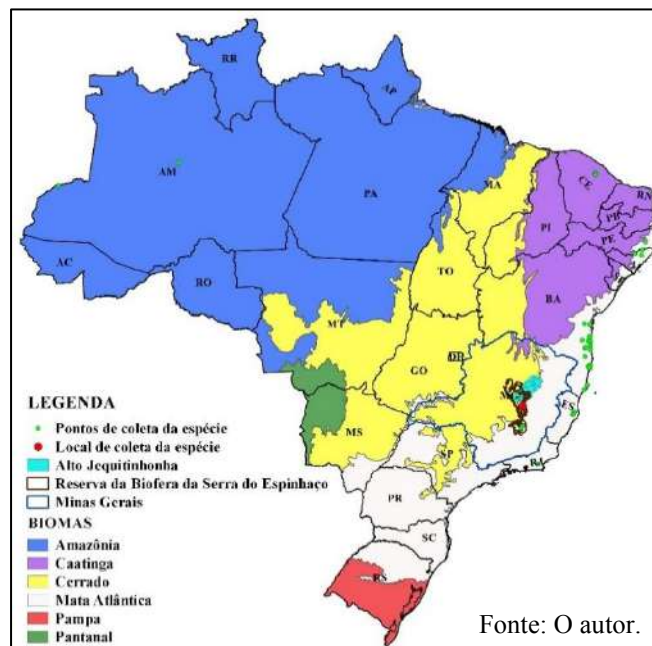 RR
AP
AM
PA
MA
CE
RN
PB
PI
PE
AC
TO
RO
BA
MT
GO
DF
MS
ES
SP
RJ
PR
SC
RS
LEGENDA
Pontos de coleta da espécie
Local de coleta da espécie
Alto Jequitinhonha
Reserva da Biofera da Serra do Espinhaço
Minas Gerais
BIOMAS
Amazônia
Caatinga
Cerrado
Mata Atlântica
Pampa
Pantanal
Fonte: O autor.